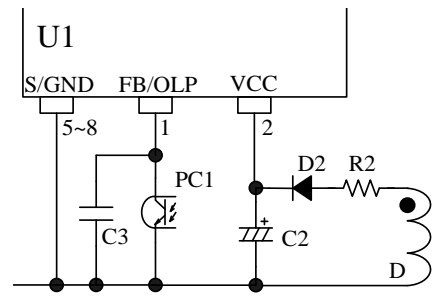 U1
S/GND FB/OLP VCC
5~8 1 2
D2 R2
PC1
C3 C2
+
D